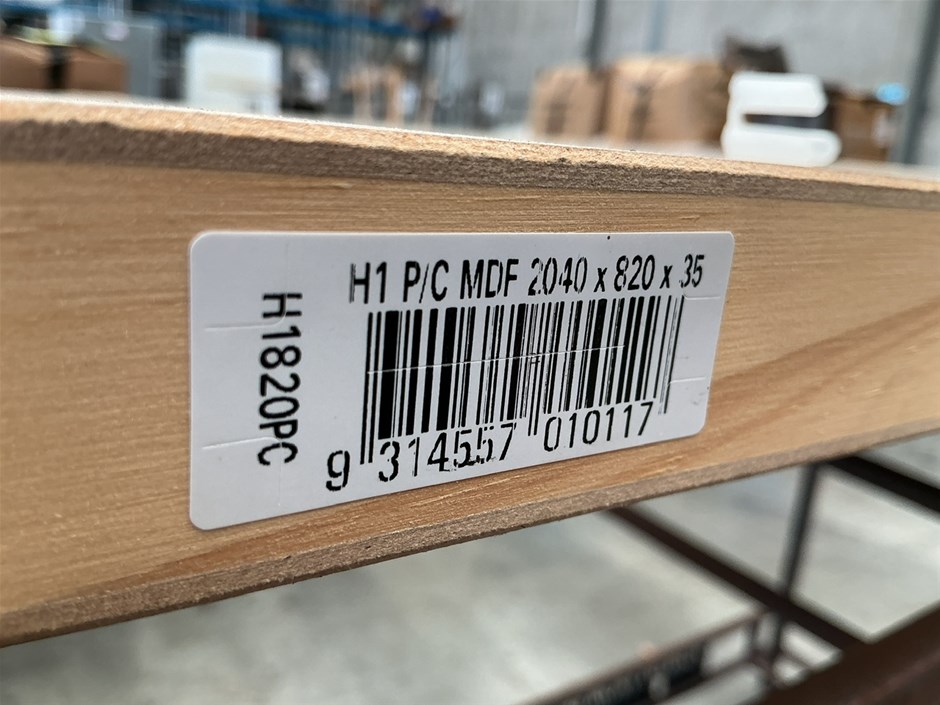 H1 P/C MDF 2040 x 820 x 35
H1820PC
9 314557 010117